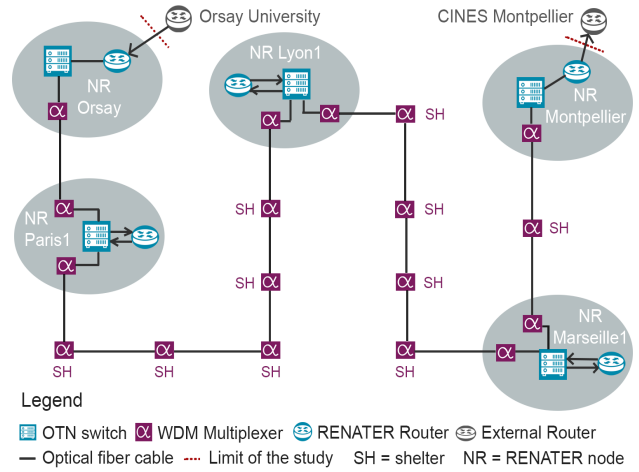 Orsay University
CINES Montpellier
NR Orsay
NR Lyon1
NR Montpellier
α
α
α
SH
α
α
NR Paris1
α
SH
α
α
SH
α
SH
α
SH
α
α
SH
α
NR Marseille1
α
SH
α
SH
α
SH
α
SH
α
Legend
OTN switch
α WDM Multiplexer
RENATER Router
External Router
Optical fiber cable
Limit of the study
SH = shelter
NR = RENATER node